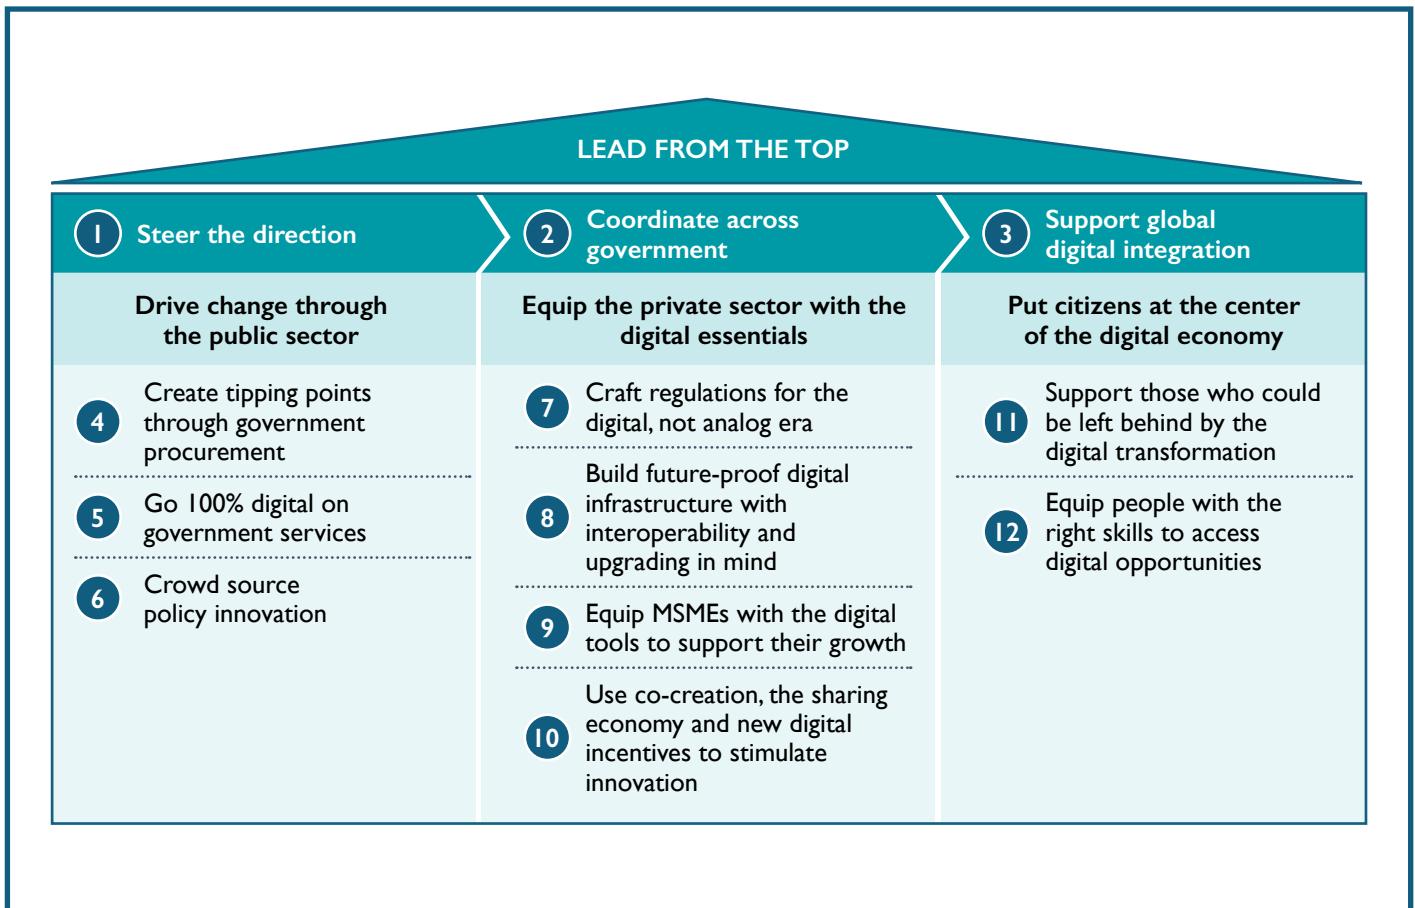 LEAD FROM THE TOP
1
Steer the direction
2
Coordinate across
government
3
Support global
digital integration
Drive change through
the public sector
4
Create tipping points
through government
procurement
5
Go 100% digital on
government services
6
Crowd source
policy innovation
Equip the private sector with the
digital essentials
7
Craft regulations for the
digital, not analog era
8
Build future-proof digital
infrastructure with
interoperability and
upgrading in mind
9
Equip MSMEs with the digital
tools to support their growth
10
Use co-creation, the sharing
economy and new digital
incentives to stimulate
innovation
Put citizens at the center
of the digital economy
11
Support those who could
be left behind by the
digital transformation
12
Equip people with the
right skills to access
digital opportunities